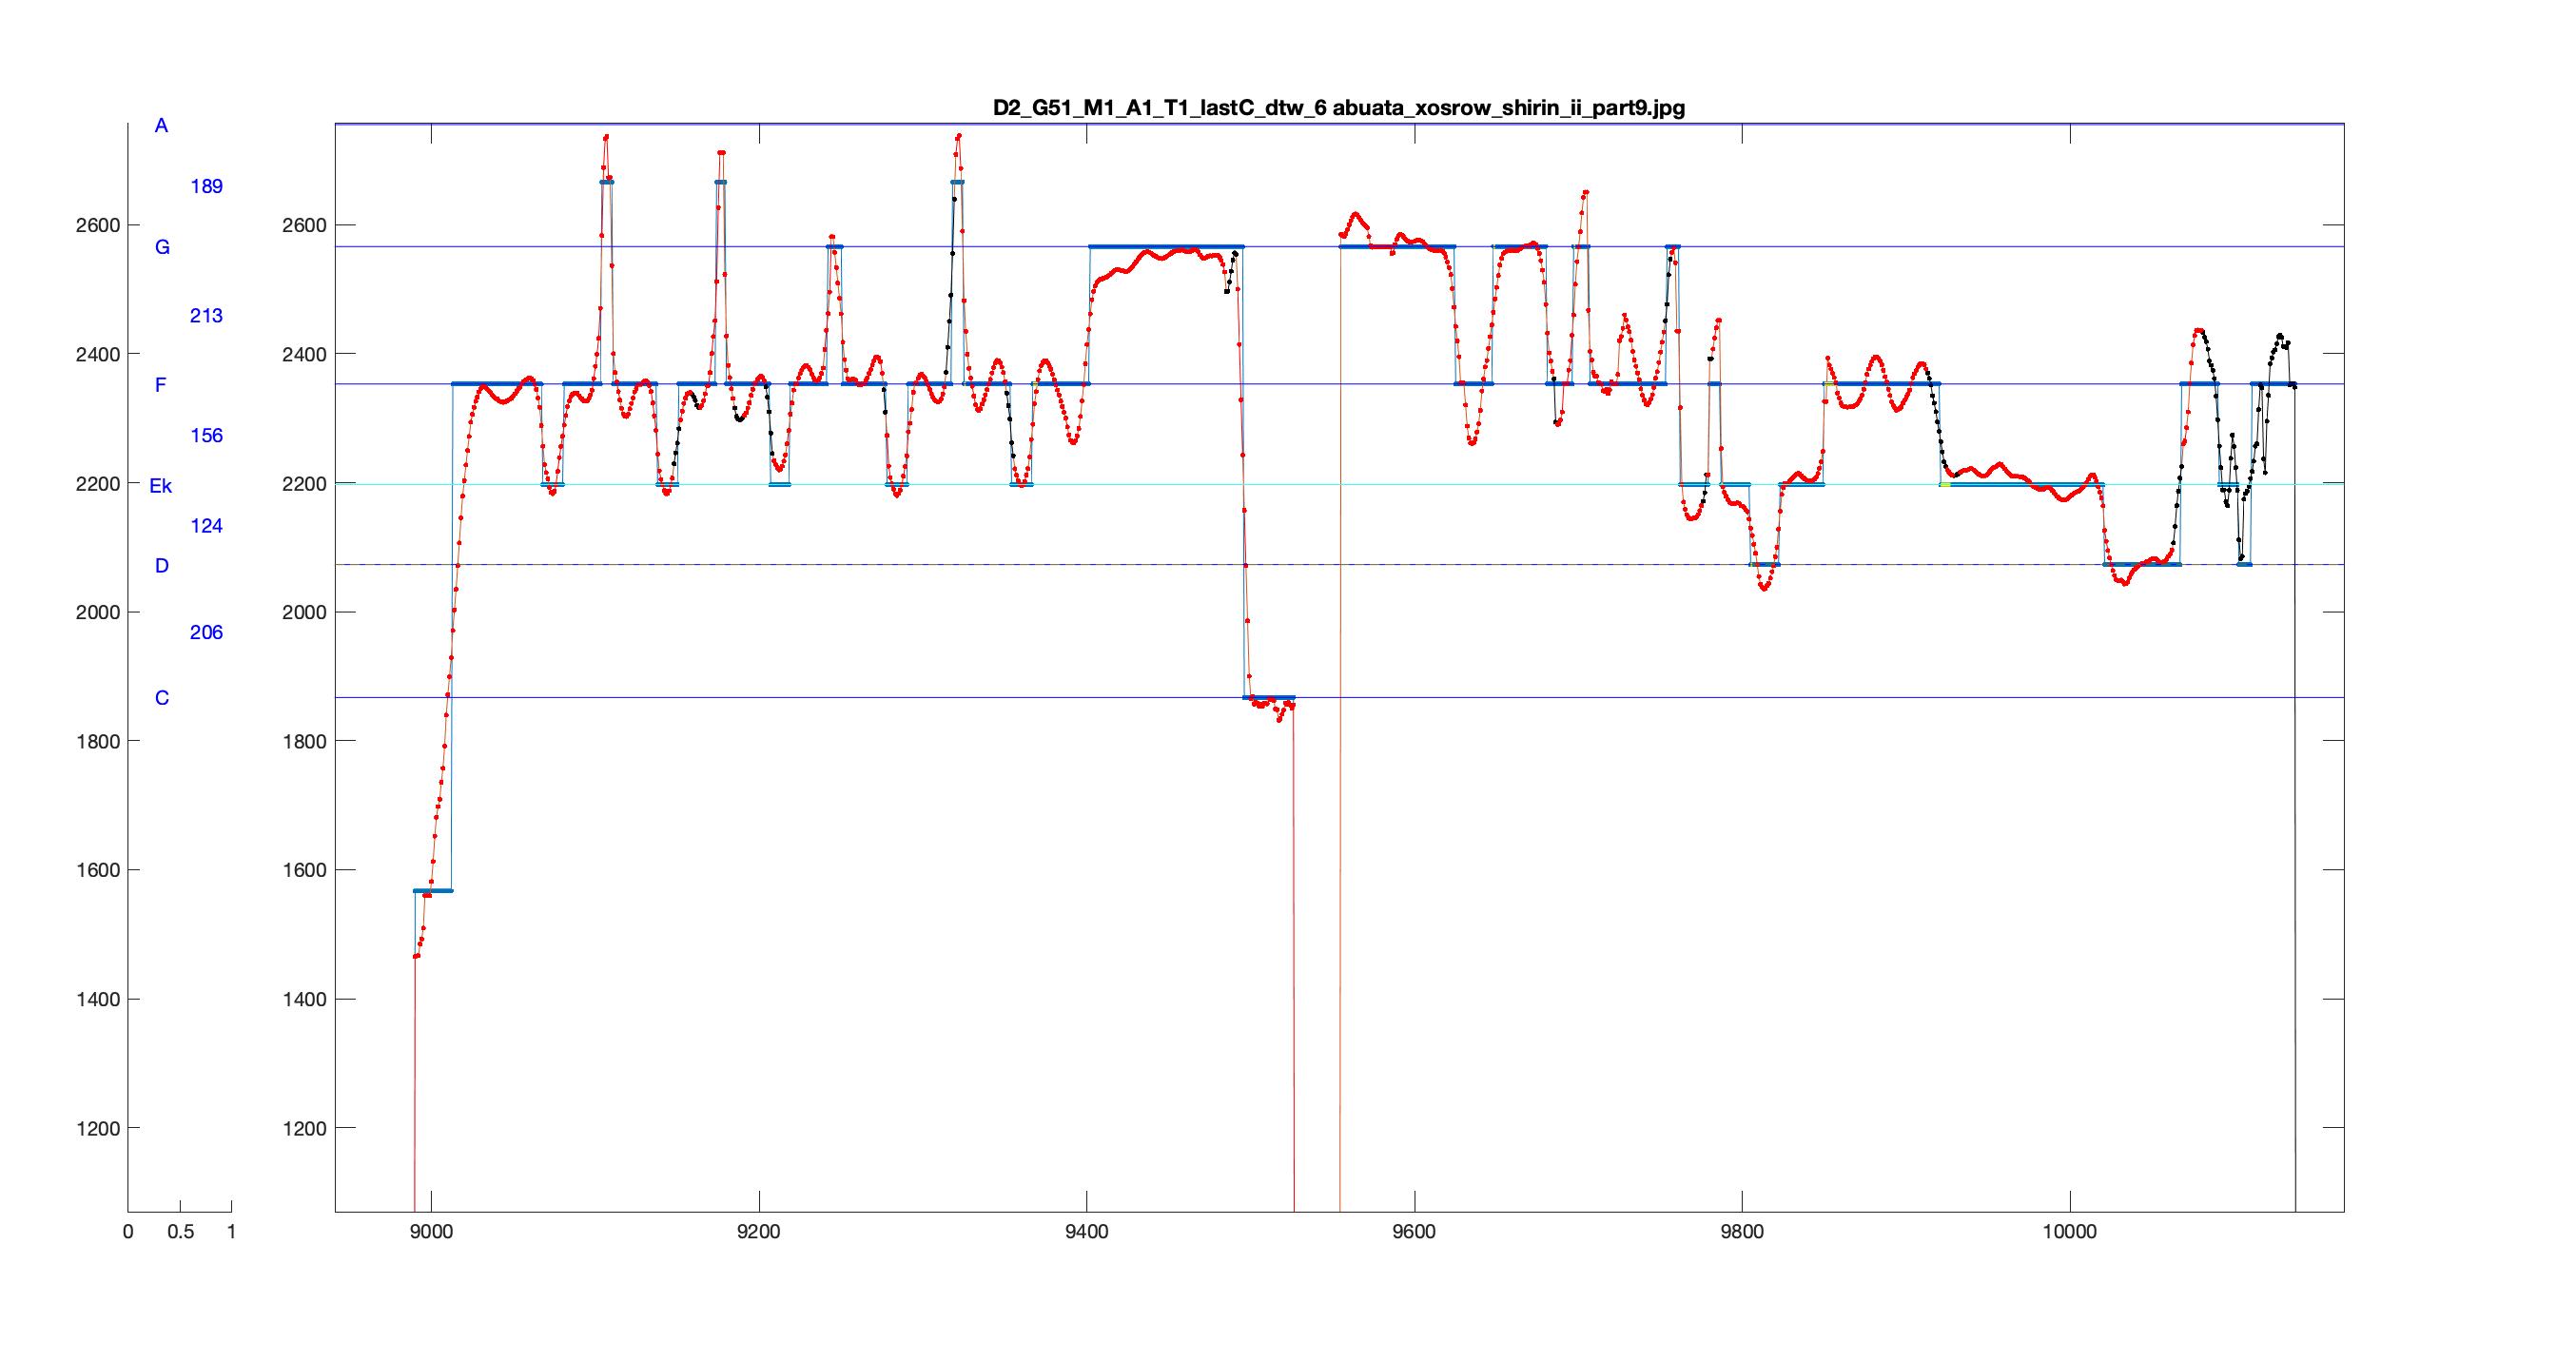 D2_G51_M1_A1_T1_lastC_dtw_6 abuata_xosrow_shirin_ii_part9.jpg
A
189
2600 G 2600
213
2400 2400
F
156
2200 Ek 2200
124
D
2000 2000
206
C
1800 1800
1600 1600
1400 1400
1200 1200
0 0.5 1 9000 9200 9400 9600 9800 10000